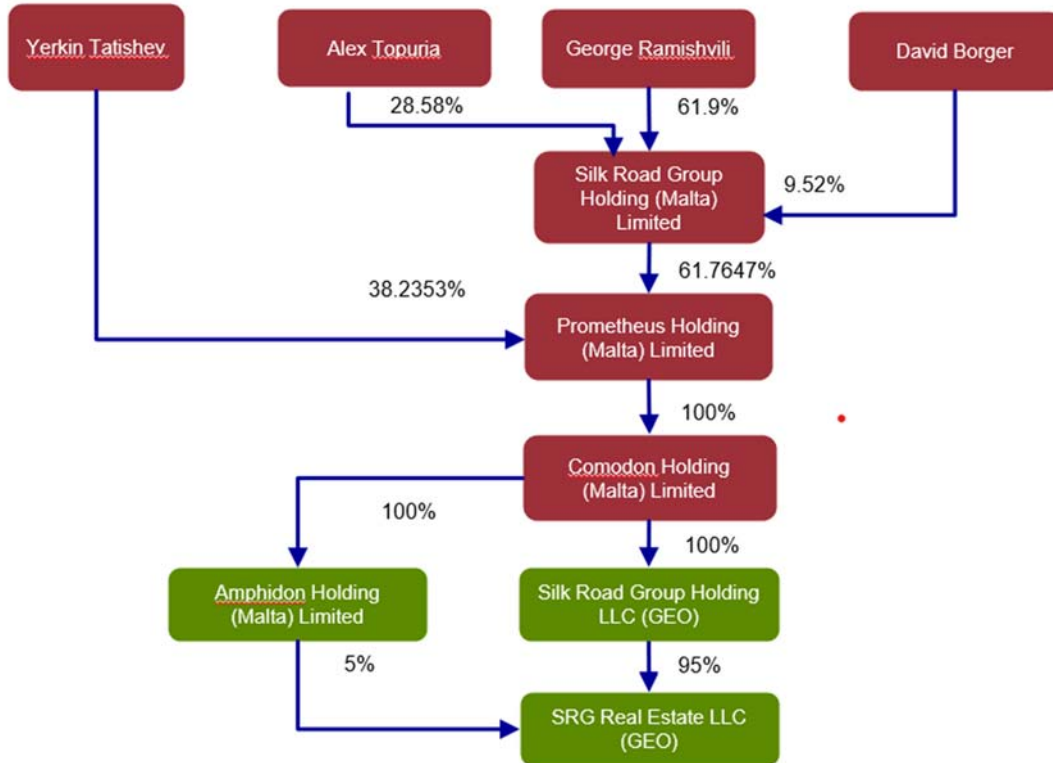 Yerkin Tatishev
Alex Topuria
George Ramishvili
David Borger
28.58%
61.9%
Silk Road Group
Holding (Malta)
Limited
9.52%
61.7647%
38.2353%
Prometheus Holding
(Malta) Limited
100%
Comodon Holding
(Malta) Limited
100%
100%
Amphidon Holding
(Malta) Limited
Silk Road Group Holding
LLC (GEO)
5%
95%
SRG Real Estate LLC
(GEO)